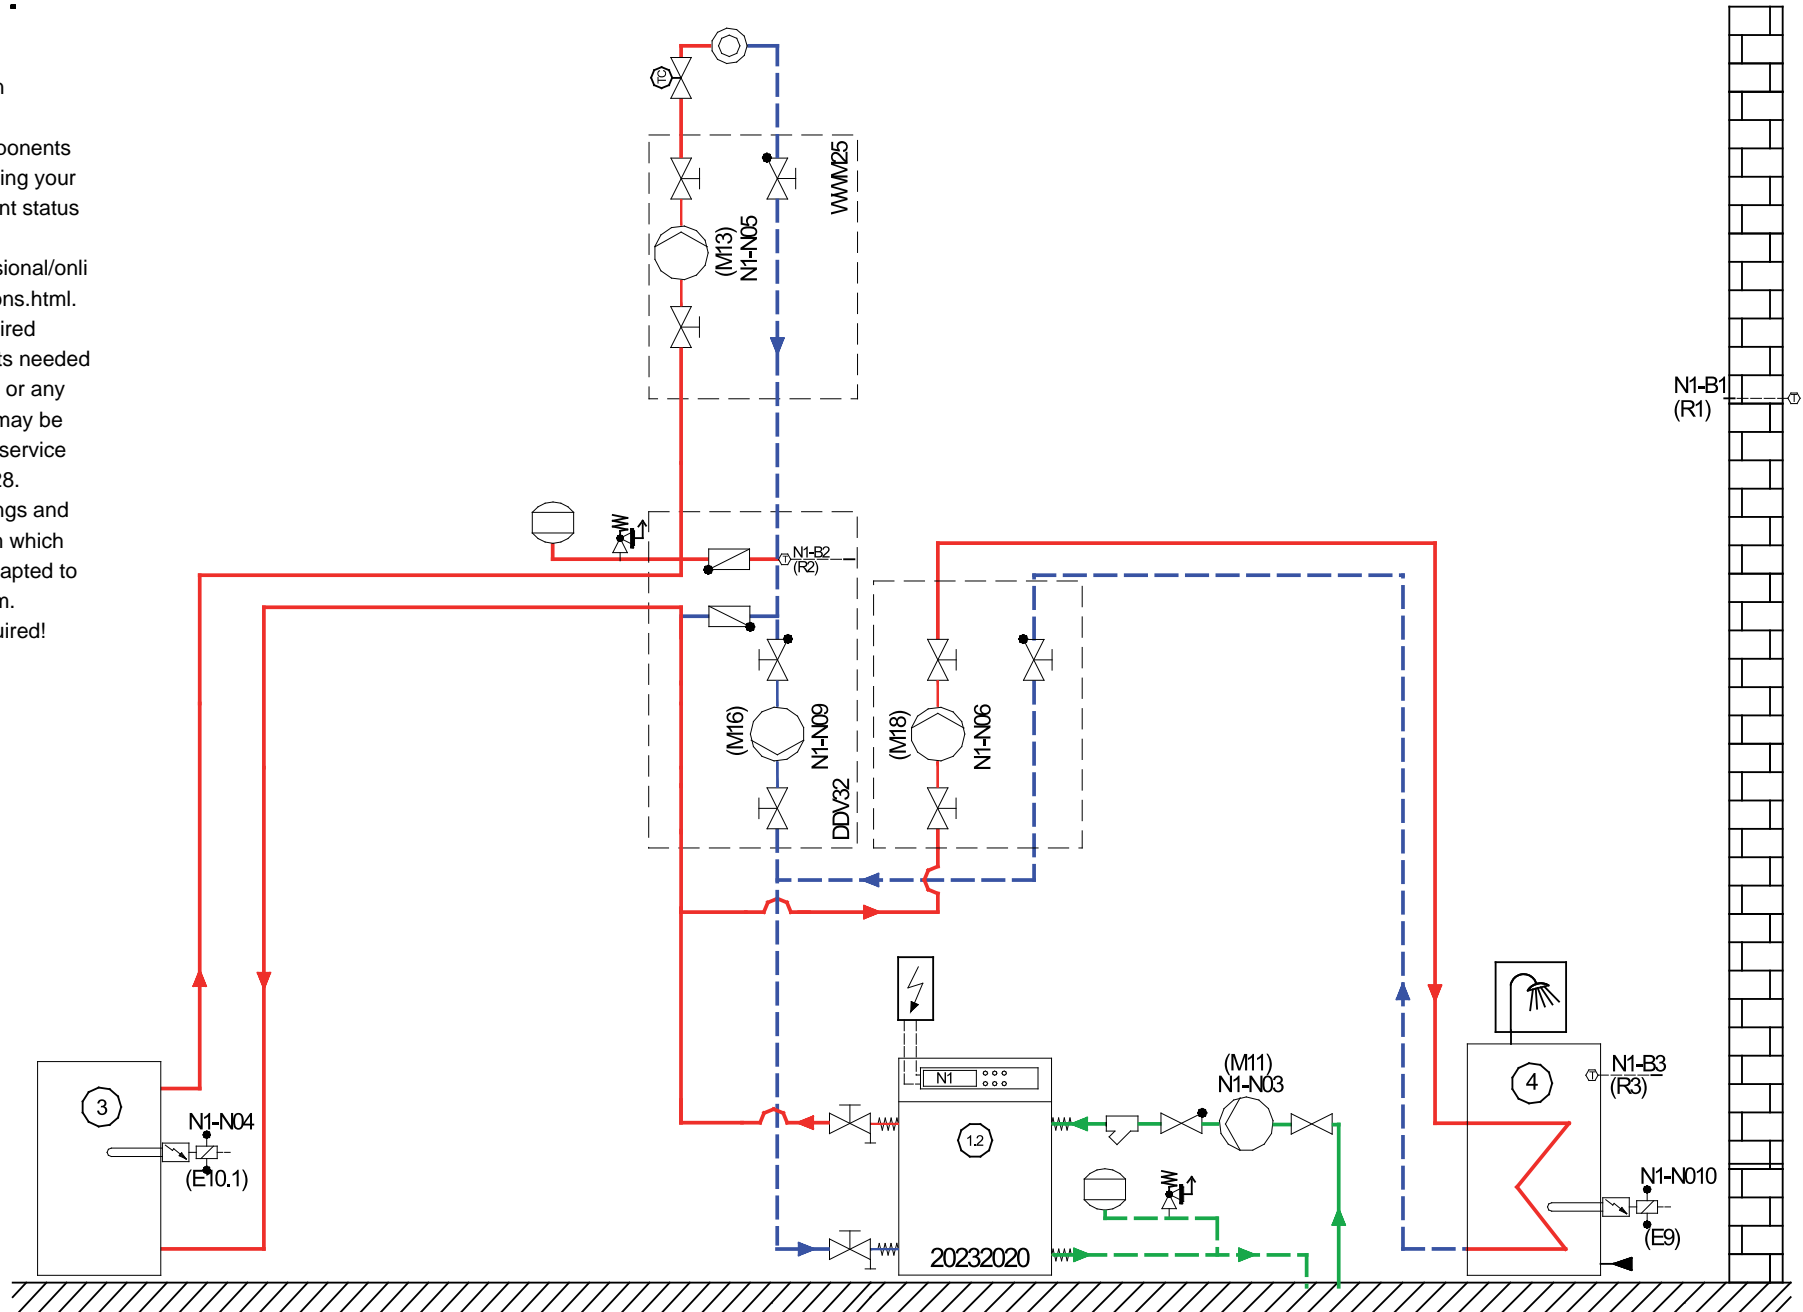 n
ponents
ing your
nt status
sional/onli
ons.html.
ired
ts needed
or any
may be
service
28.
ngs and
n which
apted to
m.
uired!
TC
WWM25
(M13)
N1-N05
N1-B1
(R1)
T
T
N1-B2
(R2)
(M16)
N1-N09
DDV32
(M18)
N1-N06
3
N1-N04
(E10.1)
N1
1.2
20232020
(M11)
N1-N03
4
T
N1-B3
(R3)
N1-N010
(E9)